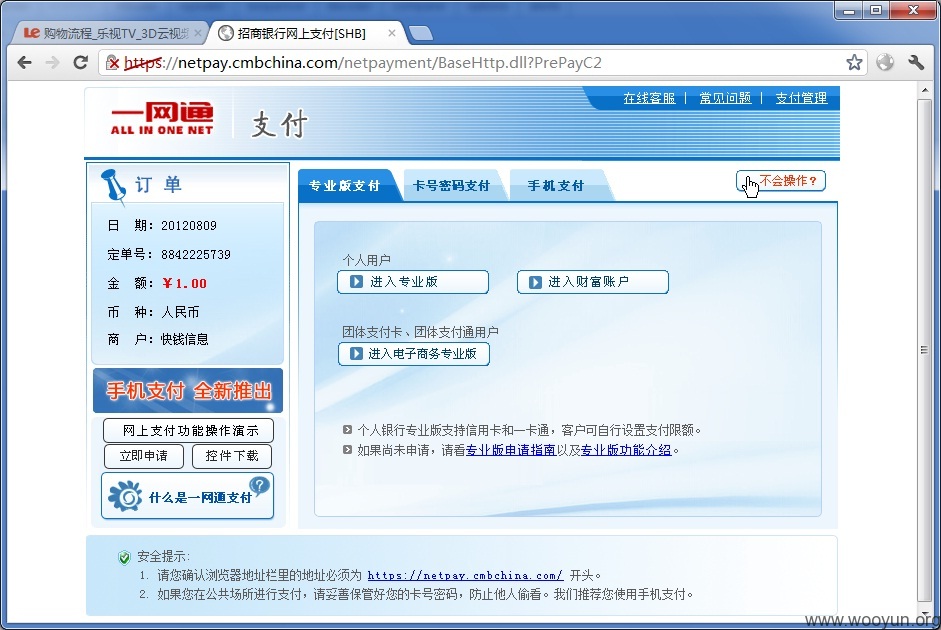 购物流程_乐视TV_3D云视频
招商银行网上支付[SHB]
https://netpay.cmbchina.com/netpayment/BaseHttp.dll?PrePayC2
一网通
ALL IN ONE NET
支付
在线客服 | 常见问题 | 支付管理
订 单
日 期：20120809
定单号：8842225739
金 额：￥1.00
币 种：人民币
商 户：快钱信息
手机支付 全新推出
网上支付功能操作演示
立即申请 控件下载
什么是一网通支付?
专业版支付 卡号密码支付 手机支付
不会操作？
个人用户
进入专业版 进入财富账户
团体支付卡、团体支付通用户
进入电子商务专业版
个人银行专业版支持信用卡和一卡通，客户可自行设置支付限额。
如果尚未申请，请看专业版申请指南以及专业版功能介绍。
安全提示：
1. 请您确认浏览器地址栏里的地址必须为 https://netpay.cmbchina.com/ 开头。
2. 如果您在公共场所进行支付，请妥善保管好您的卡号密码，防止他人偷看。我们推荐您使用手机支付。
www.wooyun.org